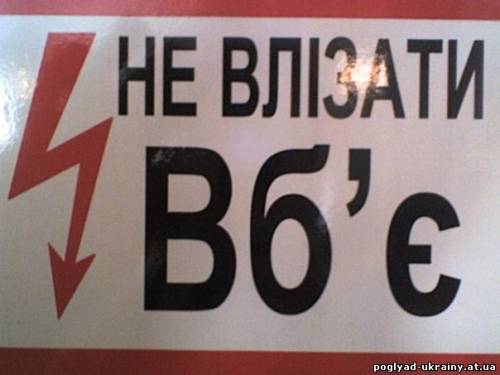 НЕ ВЛІЗАТИ
Вб’є
poglyad-ukrainy.at.ua